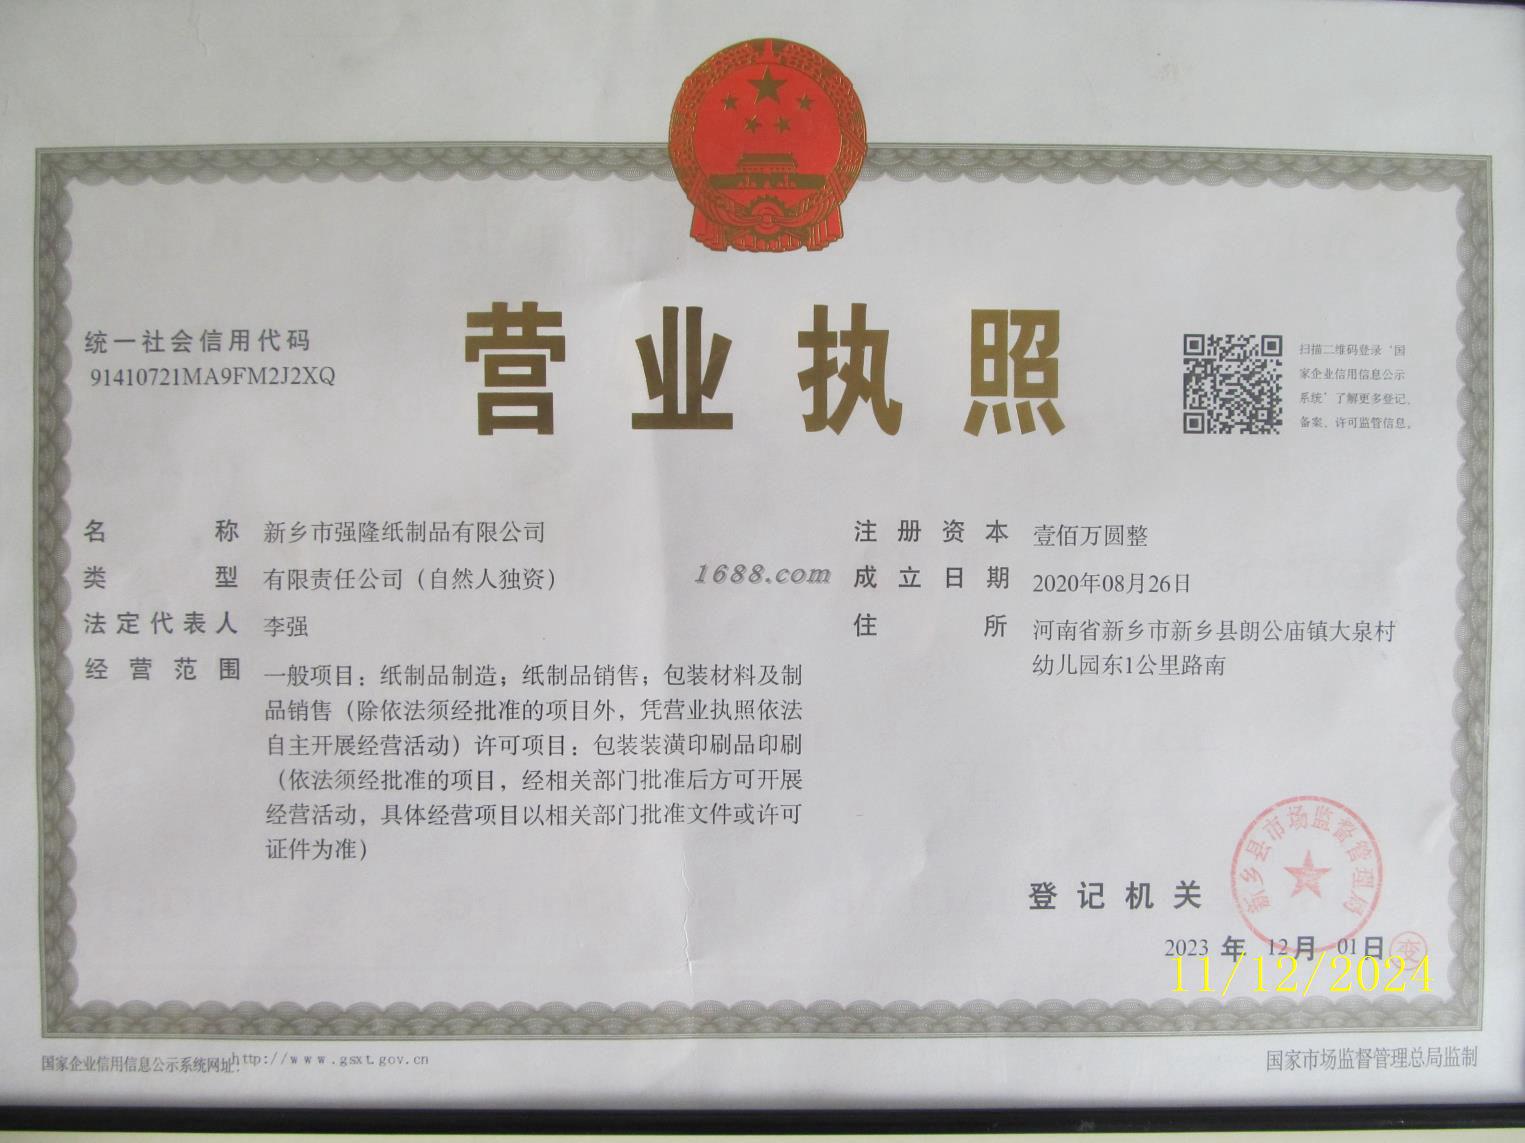 营业执照
统一社会信用代码
91410721MA9FM2J2XQ
扫描二维码登录‘国
家企业信用信息公示
系统’了解更多登记、
备案、许可监管信息。
名称 新乡市强隆纸制品有限公司
类型 有限责任公司（自然人独资）
法定代表人 李强
经营范围 一般项目：纸制品制造；纸制品销售；包装材料及制
品销售（除依法须经批准的项目外，凭营业执照依法
自主开展经营活动）许可项目：包装装潢印刷品印刷
（依法须经批准的项目，经相关部门批准后方可开展
经营活动，具体经营项目以相关部门批准文件或许可
证件为准）
1688.com
注册资本 壹佰万圆整
成立日期 2020年08月26日
住所 河南省新乡市新乡县朗公庙镇大泉村
幼儿园东1公里路南
登记机关
新乡县市场监督管理局
2023 年 12月 01日
变
11/12/2024
国家企业信用信息公示系统网址：http://www.gsxt.gov.cn
国家市场监督管理总局监制